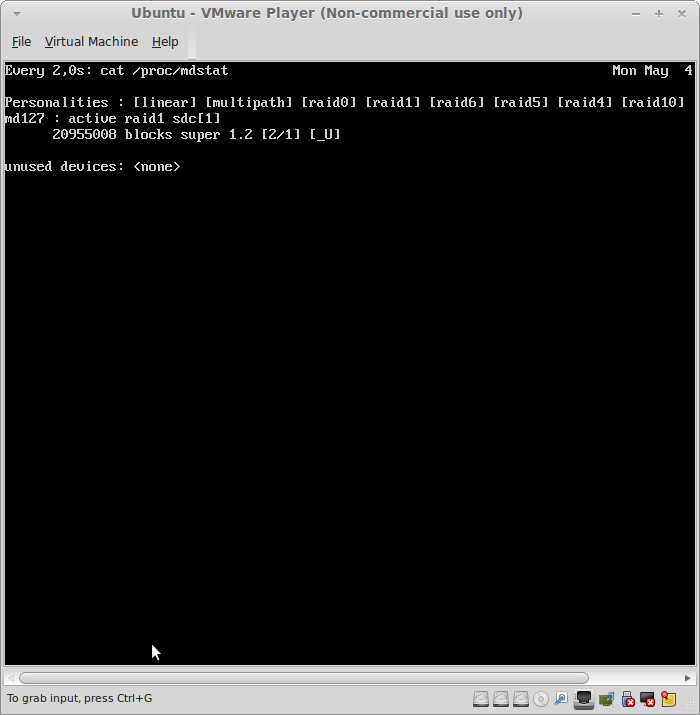 Ubuntu - VMware Player (Non-commercial use only)
File Virtual Machine Help
Every 2,0s: cat /proc/mdstat Mon May 4
Personalities : [linear] [multipath] [raid0] [raid1] [raid6] [raid5] [raid4] [raid10]
md127 : active raid1 sdc[1]
20955008 blocks super 1.2 [2/1] [_U]
unused devices: <none>
To grab input, press Ctrl+G